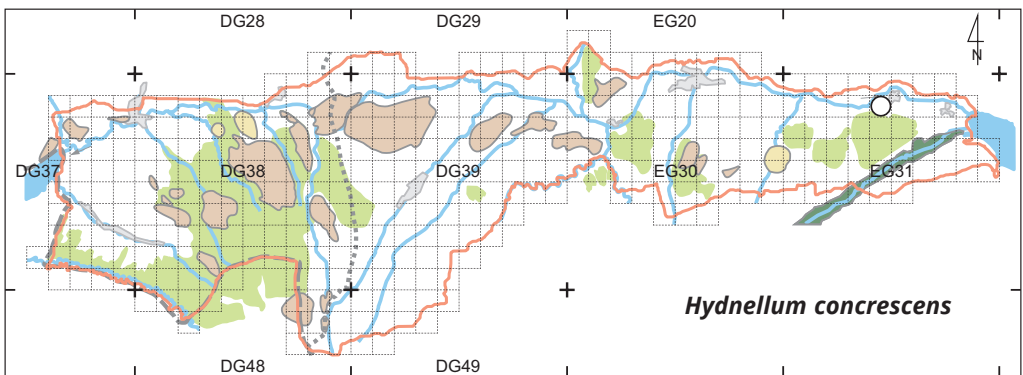 DG28 DG29 EG20
N
DG37 DG38 DG39 EG30 EG31
Hydnellum concrescens
DG48 DG49